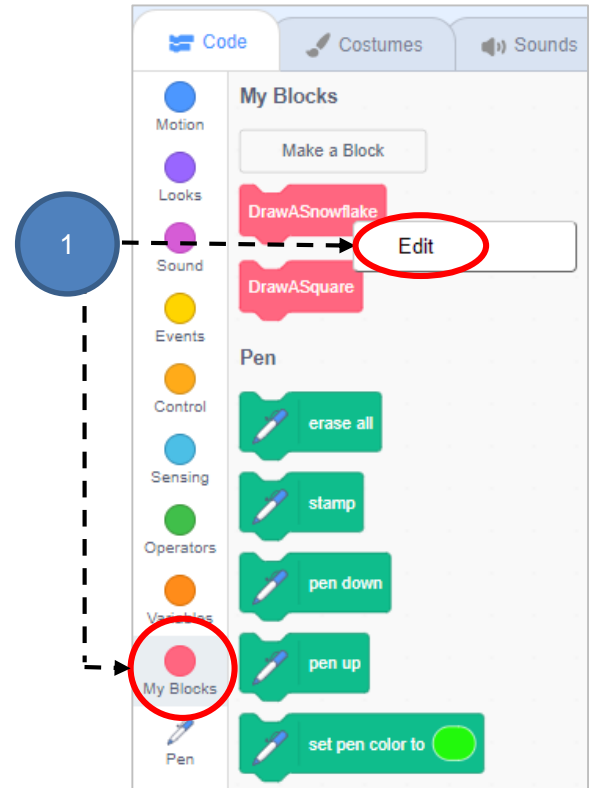 Code
Costumes
Sounds
Motion
Looks
Sound
Events
Control
Sensing
Operators
Variables
My Blocks
Pen
1
My Blocks
Make a Block
DrawASnowflake
Edit
DrawASquare
Pen
erase all
stamp
pen down
pen up
set pen color to